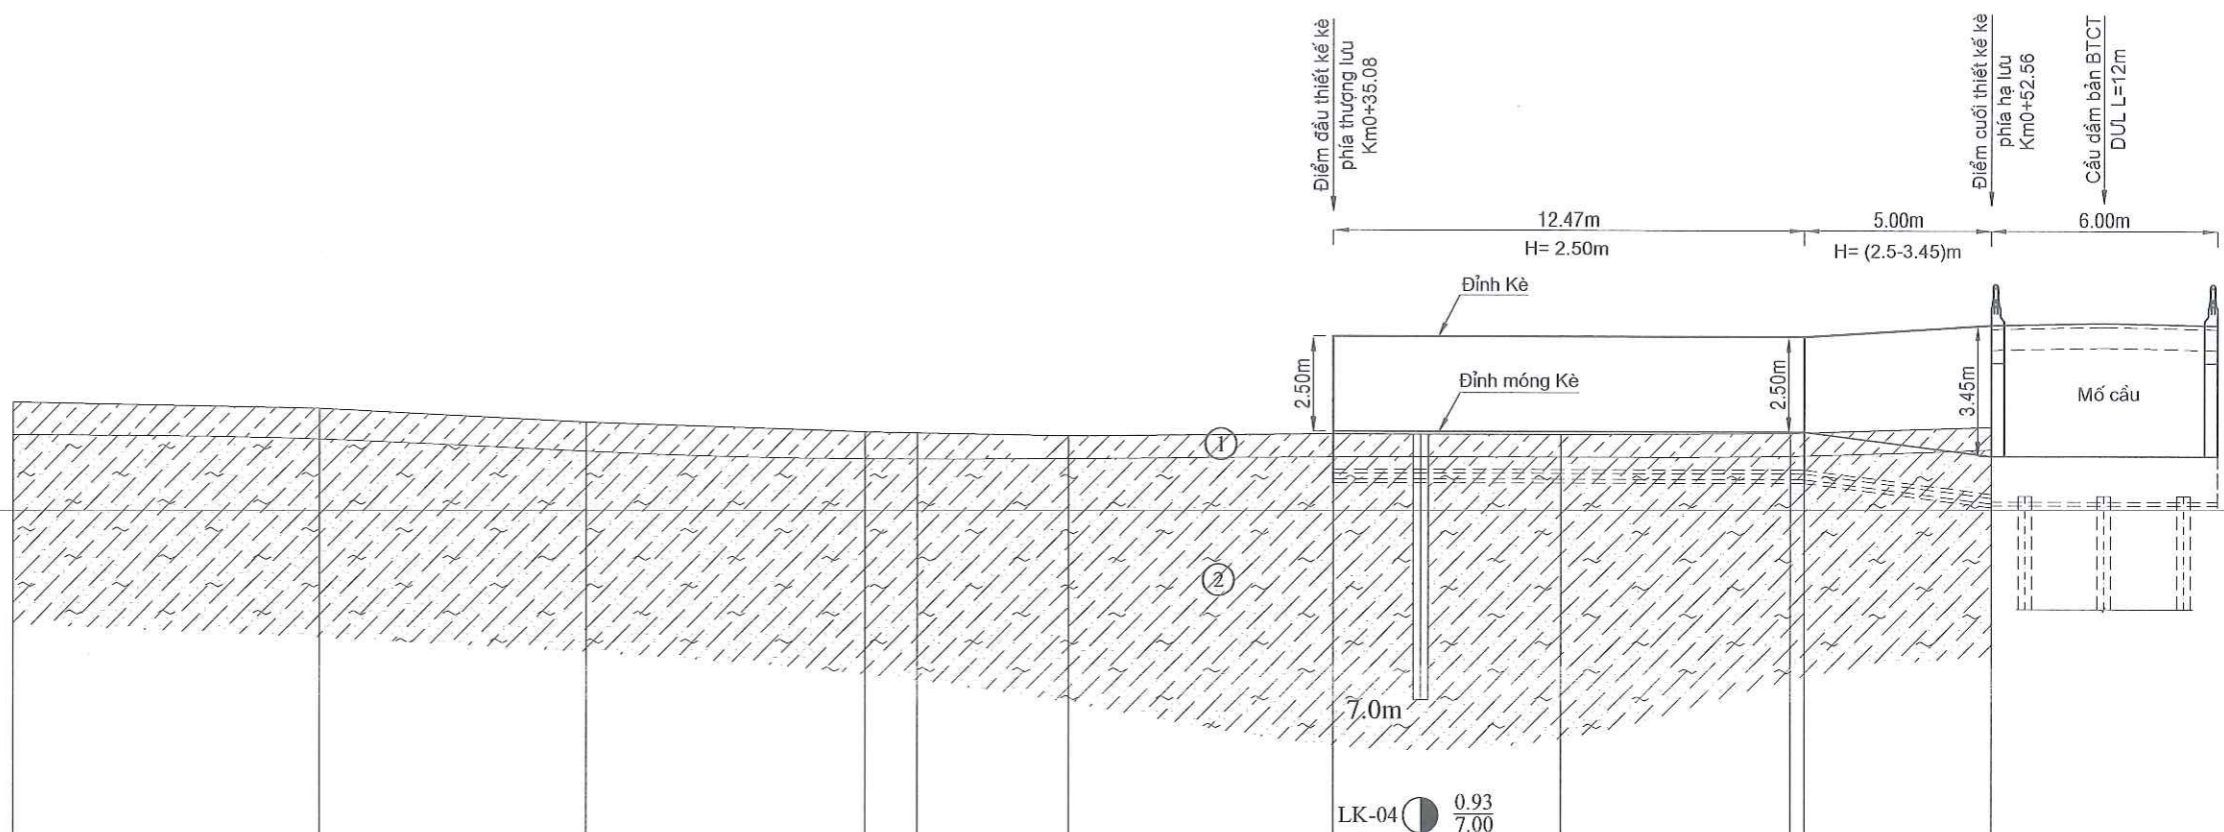 Điểm đầu thiết kế kè
phía thượng lưu
Km0+35.08
Điểm cuối thiết kế kè
phía hạ lưu
Km0+52.56
Cầu dầm bản BTCT
DƯL L=12m
12.47m
5.00m
6.00m
H= 2.50m
H= (2.5-3.45)m
Đỉnh Kè
2.50m
Đỉnh móng Kè
2.50m
3.45m
Mố cầu
1
2
7.0m
LK-04
0.93
7.00